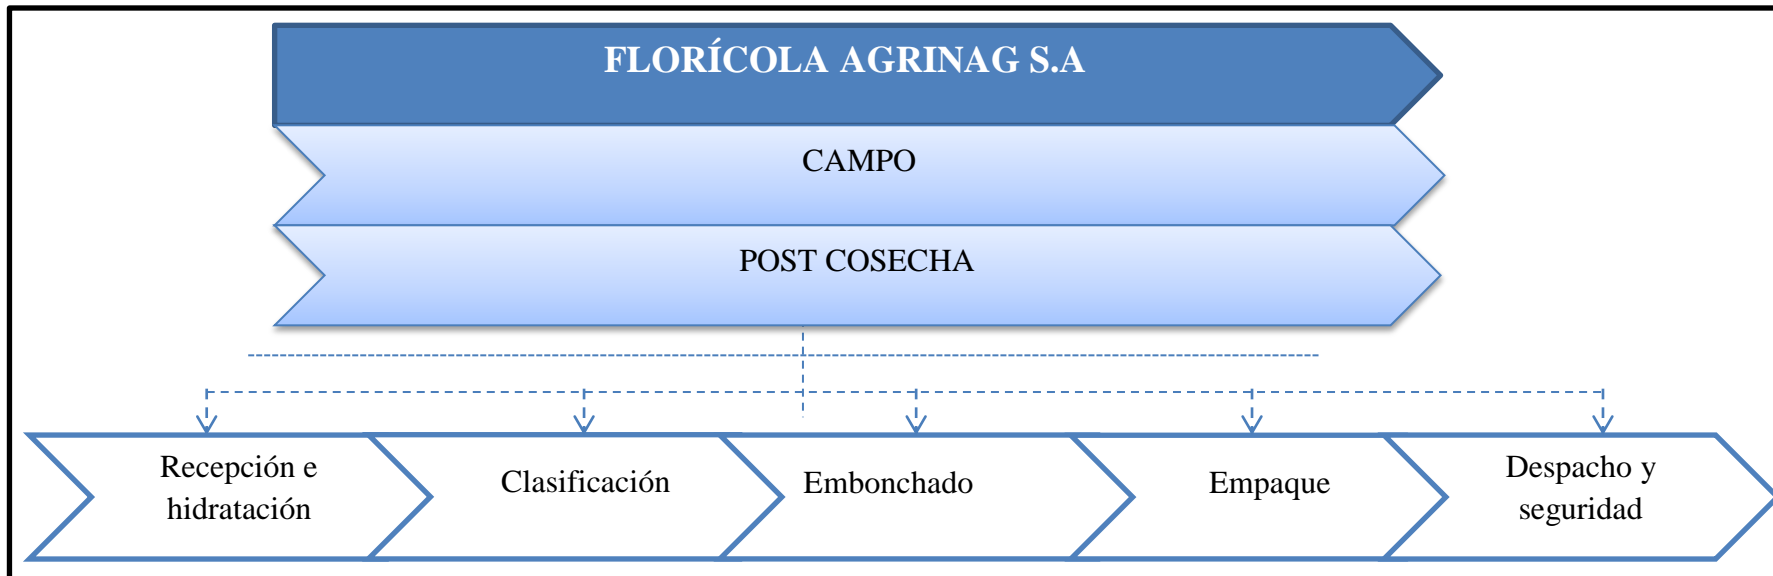 FLORÍCOLA AGRINAG S.A
CAMPO
POST COSECHA
Recepción e
hidratación
Clasificación
Embonchado
Empaque
Despacho y
seguridad